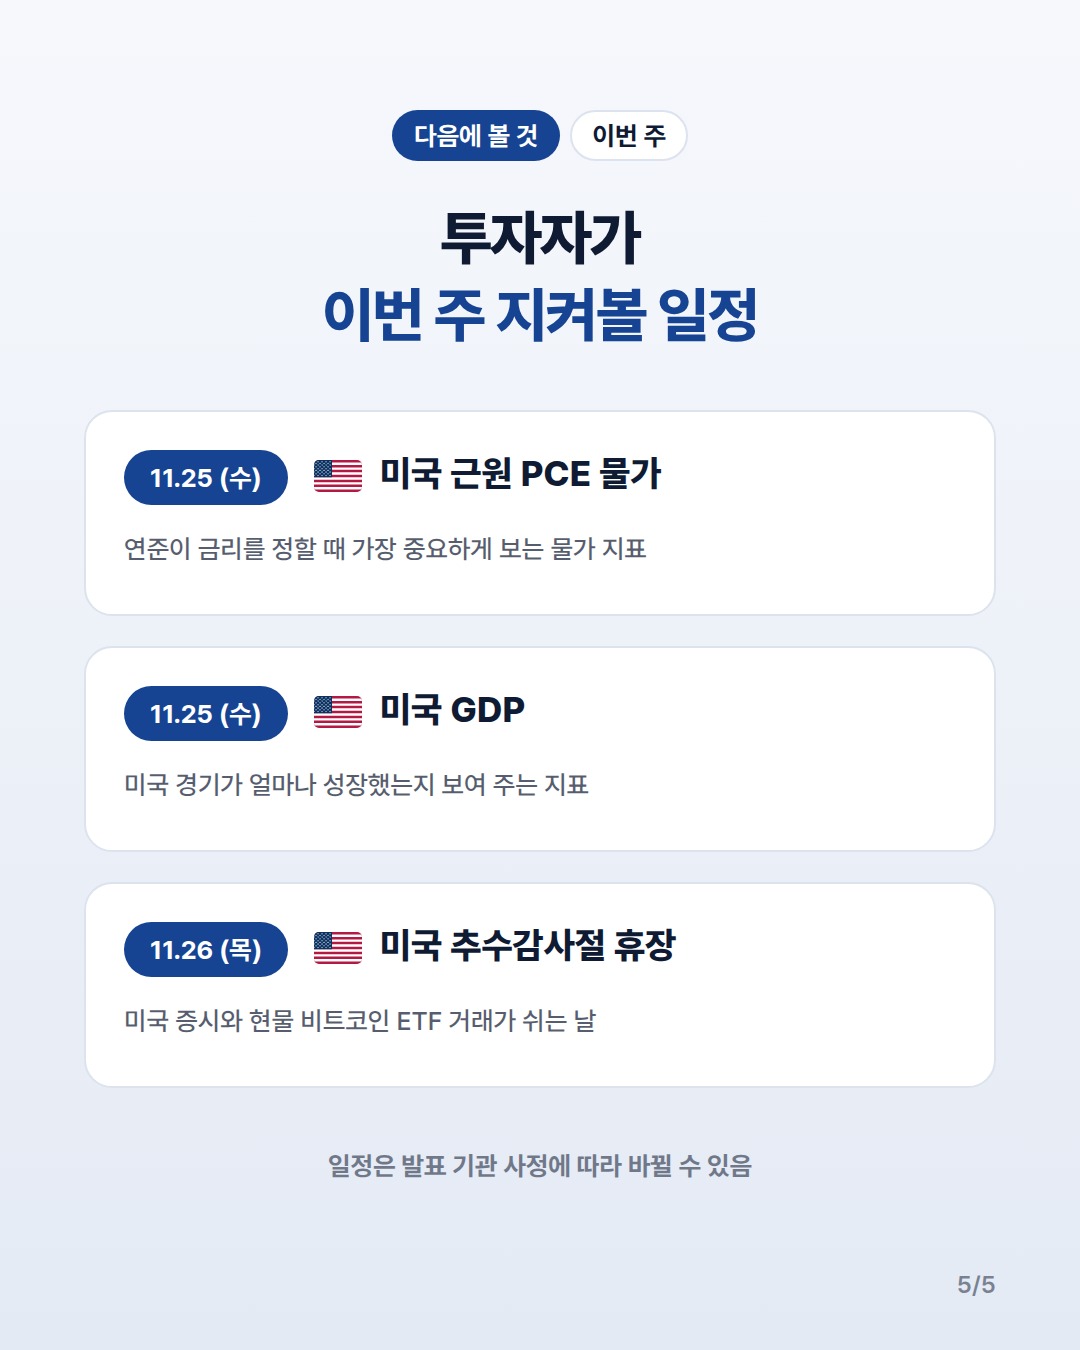 다음에 볼 것 이번 주
투자자가
이번 주 지켜볼 일정
11.25 (수) 미국 근원 PCE 물가
연준이 금리를 정할 때 가장 중요하게 보는 물가 지표
11.25 (수) 미국 GDP
미국 경기가 얼마나 성장했는지 보여 주는 지표
11.26 (목) 미국 추수감사절 휴장
미국 증시와 현물 비트코인 ETF 거래가 쉬는 날
일정은 발표 기관 사정에 따라 바뀔 수 있음
5/5